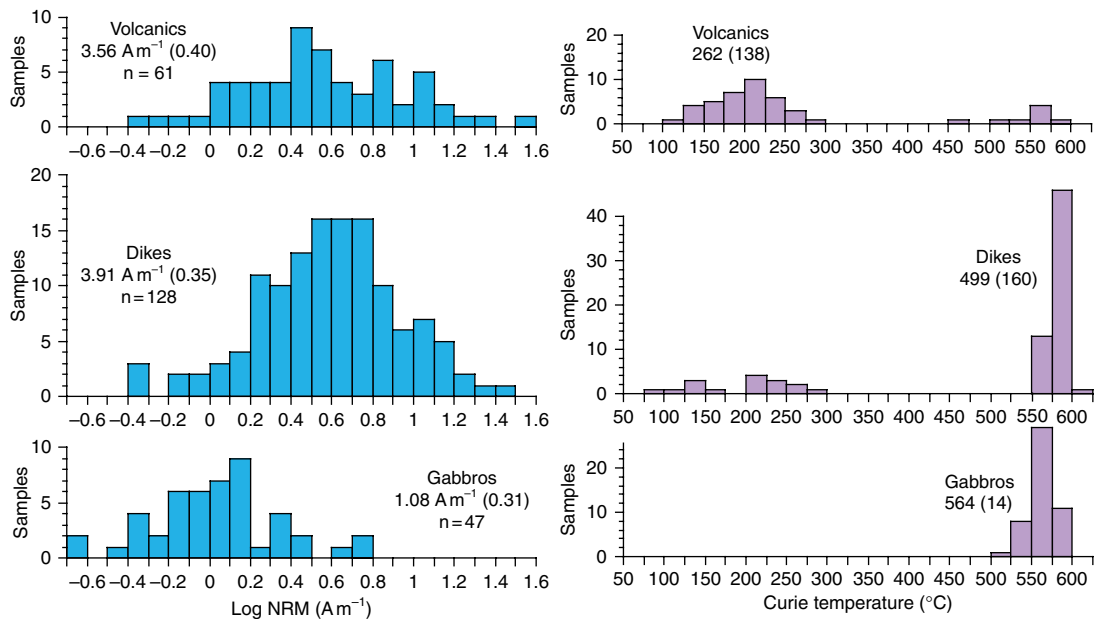 10
5
0
Samples
Volcanics
3.56 A m⁻¹ (0.40)
n = 61
−0.6 −0.4 −0.2 0 0.2 0.4 0.6 0.8 1 1.2 1.4 1.6
20
10
0
Samples
Volcanics
262 (138)
50 100 150 200 250 300 350 400 450 500 550 600
20
15
10
5
0
Samples
Dikes
3.91 A m⁻¹ (0.35)
n = 128
−0.6 −0.4 −0.2 0 0.2 0.4 0.6 0.8 1 1.2 1.4 1.6
40
30
20
10
0
Samples
Dikes
499 (160)
50 100 150 200 250 300 350 400 450 500 550 600
10
5
0
Samples
Gabbros
1.08 A m⁻¹ (0.31)
n = 47
−0.6 −0.4 −0.2 0 0.2 0.4 0.6 0.8 1 1.2 1.4 1.6
Log NRM (A m⁻¹)
20
10
0
Samples
Gabbros
564 (14)
50 100 150 200 250 300 350 400 450 500 550 600
Curie temperature (°C)